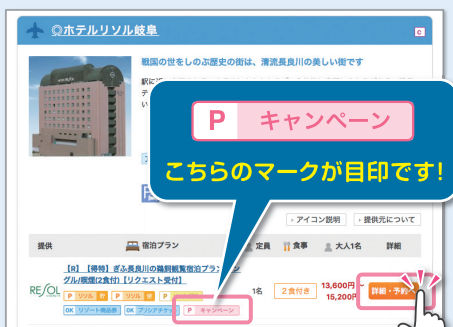 ◎ホテルリソル岐阜
C
戦国の世をしのぶ歴史の街は、清流長良川の美しい街です
P キャンペーン
こちらのマークが目印です!
アイコン説明 提供元について
提供 宿泊プラン 定員 食事 大人1名 詳細
【R】【得特】ぎふ長良川の鵜飼観覧宿泊プラン
グル/喫煙(2食付)【リクエスト受付】
RESOL
P リソル 貯 P リソル 使 P
OK リゾート商品券 OK プッシュチケット P キャンペーン
1名
2食付き
13,600円~
15,200円
詳細・予約